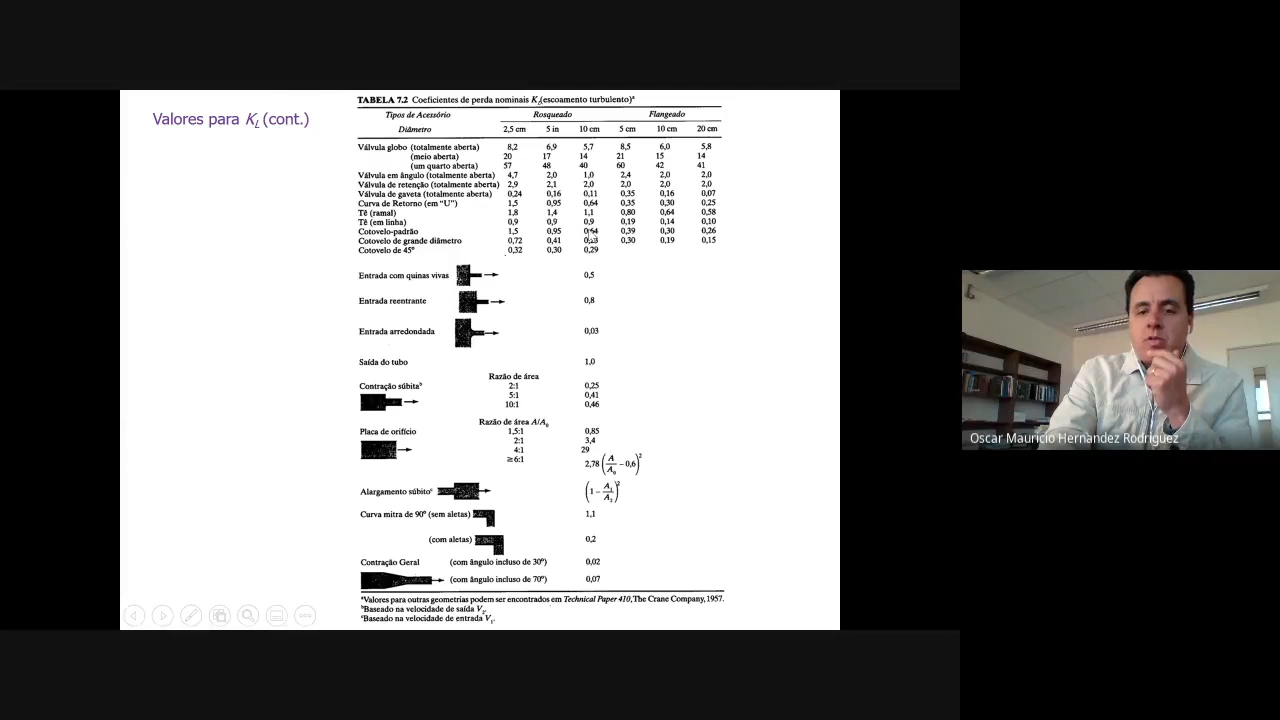 Valores para K_L (cont.)
TABELA 7.2 Coeficientes de perda nominais K_L (escoamento turbulento)ᵃ
Tipos de Acessório Rosqueado Flangeado
Diâmetro 2,5 cm 5 in 10 cm 5 cm 10 cm 20 cm
Válvula globo (totalmente aberta) 8,2 6,9 5,7 8,5 6,0 5,8
(meio aberta) 20 17 14 21 15 14
(um quarto aberta) 57 48 40 60 42 41
Válvula em ângulo (totalmente aberta) 4,7 2,0 1,0 2,4 2,0 2,0
Válvula de retenção (totalmente aberta) 2,9 2,1 2,0 2,0 2,0 2,0
Válvula de gaveta (totalmente aberta) 0,24 0,16 0,11 0,35 0,16 0,07
Curva de Retorno (em "U") 1,5 0,95 0,64 0,35 0,30 0,25
Tê (ramal) 1,8 1,4 1,1 0,80 0,64 0,58
Tê (em linha) 0,9 0,9 0,9 0,19 0,14 0,10
Cotovelo-padrão 1,5 0,95 0,64 0,39 0,30 0,26
Cotovelo de grande diâmetro 0,72 0,41 0,23 0,30 0,19 0,15
Cotovelo de 45° 0,32 0,30 0,29
Entrada com quinas vivas 0,5
Entrada reentrante 0,8
Entrada arredondada 0,03
Saída do tubo 1,0
Razão de área
Contração súbitaᵇ 2:1 0,25
5:1 0,41
10:1 0,46
Razão de área A/A₀
Placa de orifício 1,5:1 0,85
2:1 3,4
4:1 29
≥6:1 2,78 (A/A₀ – 0,6)²
Alargamento súbitoᶜ (1 – A₁/A₂)²
Curva mitra de 90° (sem aletas) 1,1
(com aletas) 0,2
Contração Geral (com ângulo incluso de 30°) 0,02
(com ângulo incluso de 70°) 0,07
ᵃValores para outras geometrias podem ser encontrados em Technical Paper 410, The Crane Company, 1957.
ᵇBaseado na velocidade de saída V₂.
ᶜBaseado na velocidade de entrada V₁.
Oscar Mauricio Hernandez Rodriguez